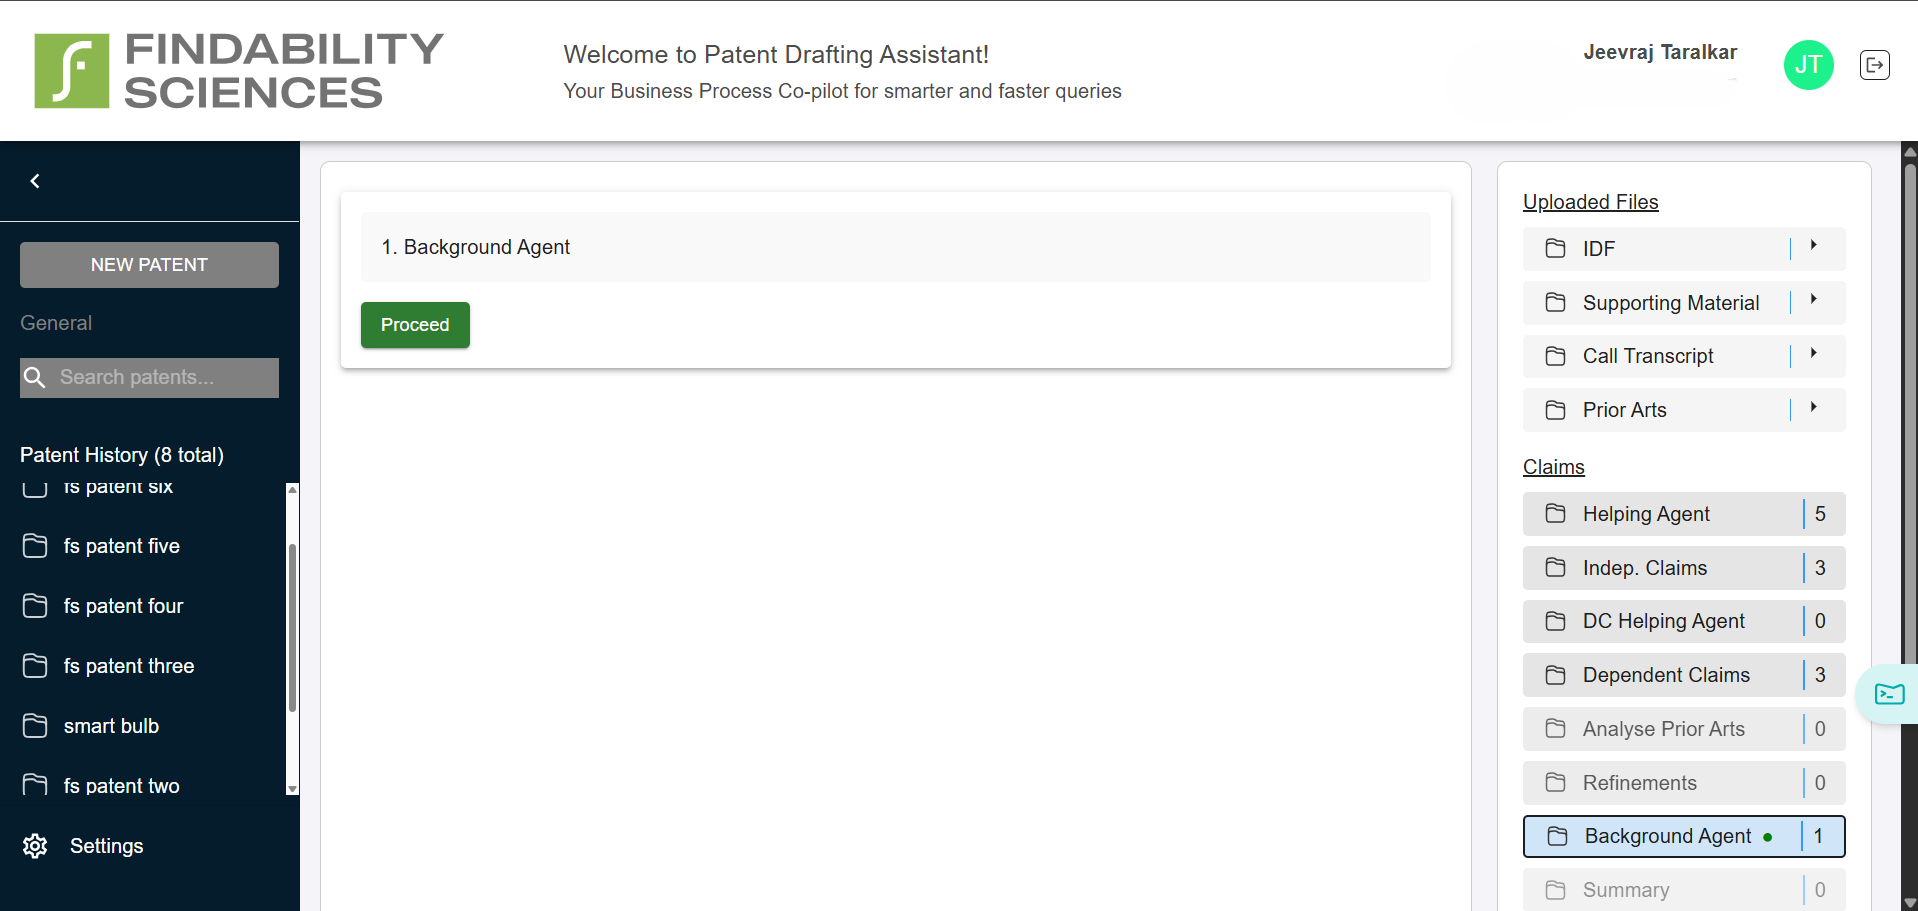 FINDABILITY
SCIENCES
Welcome to Patent Drafting Assistant!
Your Business Process Co-pilot for smarter and faster queries
Jeevraj Taralkar
JT
NEW PATENT
General
Search patents...
Patent History (8 total)
fs patent six
fs patent five
fs patent four
fs patent three
smart bulb
fs patent two
Settings
1. Background Agent
Proceed
Uploaded Files
IDF
Supporting Material
Call Transcript
Prior Arts
Claims
Helping Agent 5
Indep. Claims 3
DC Helping Agent 0
Dependent Claims 3
Analyse Prior Arts 0
Refinements 0
Background Agent 1
Summary 0